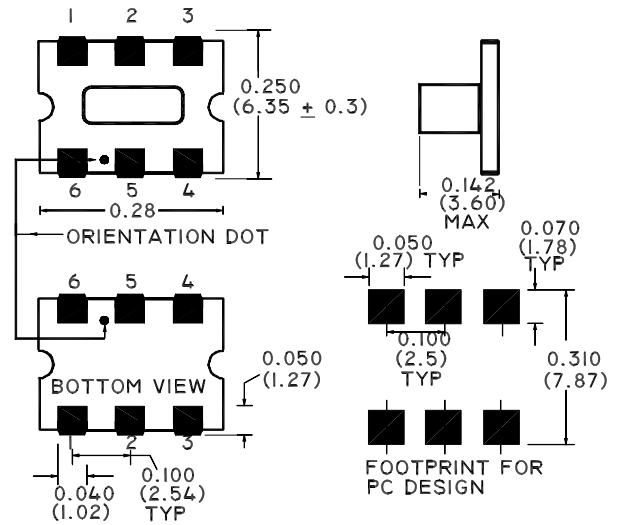 1 2 3
0.250
(6.35 ± 0.3)
6 5 4
0.28
ORIENTATION DOT
0.142
(3.60)
MAX
0.050
(1.27) TYP
0.070
(1.78)
TYP
0.100
(2.5)
TYP
0.310
(7.87)
6 5 4
BOTTOM VIEW
0.050
(1.27)
1 2 3
0.100
(2.54)
TYP
0.040
(1.02)
FOOTPRINT FOR
PC DESIGN